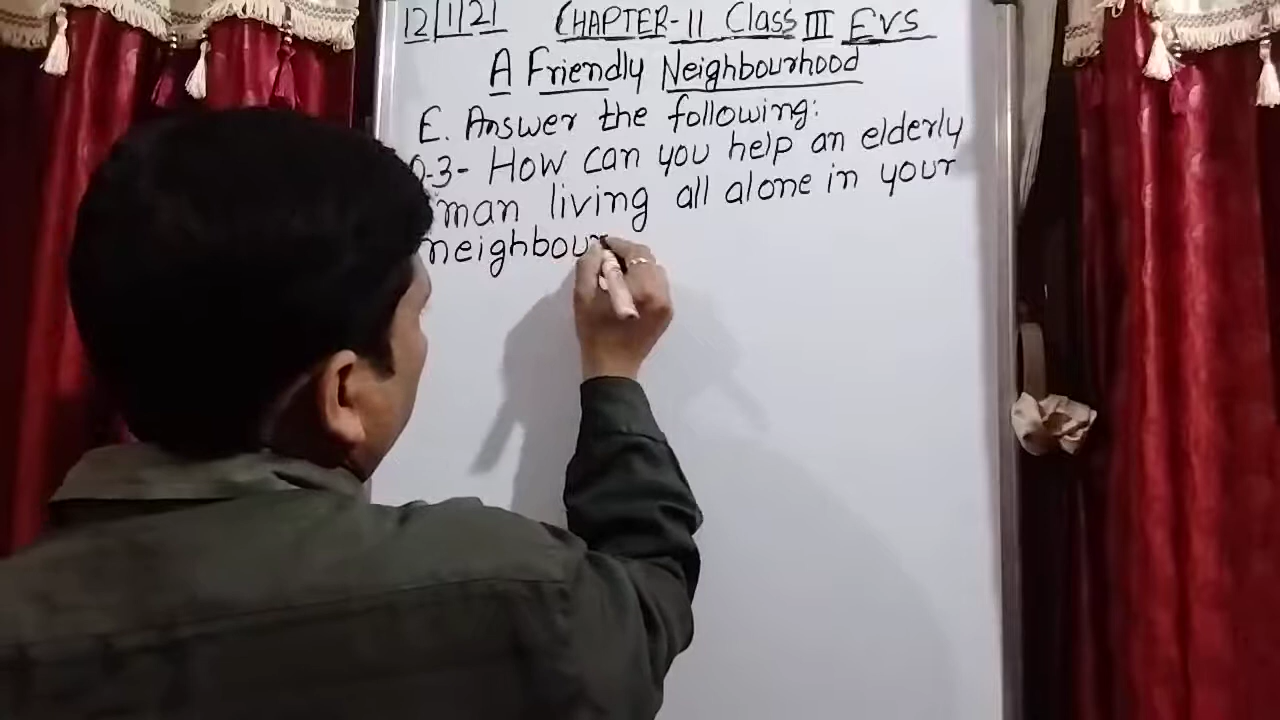 12/1/21 CHAPTER-11 Class III EVS
A Friendly Neighbourhood
E. Answer the following:
Q.3- How can you help an elderly
man living all alone in your
neighbour